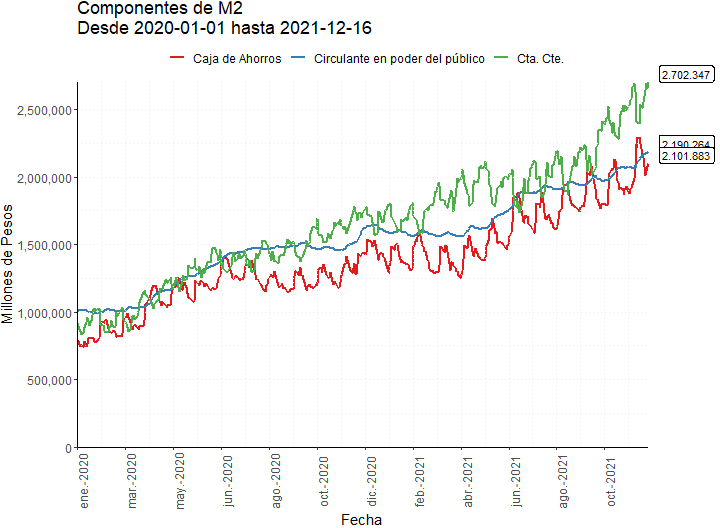 Componentes de M2
Desde 2020-01-01 hasta 2021-12-16
Caja de Ahorros Circulante en poder del público Cta. Cte.
2.702.347
2.190.264
2.101.883
Millones de Pesos
2,500,000
2,000,000
1,500,000
1,000,000
500,000
0
ene.-2020
mar.-2020
may.-2020
jun.-2020
ago.-2020
oct.-2020
dic.-2020
feb.-2021
abr.-2021
jun.-2021
ago.-2021
oct.-2021
Fecha